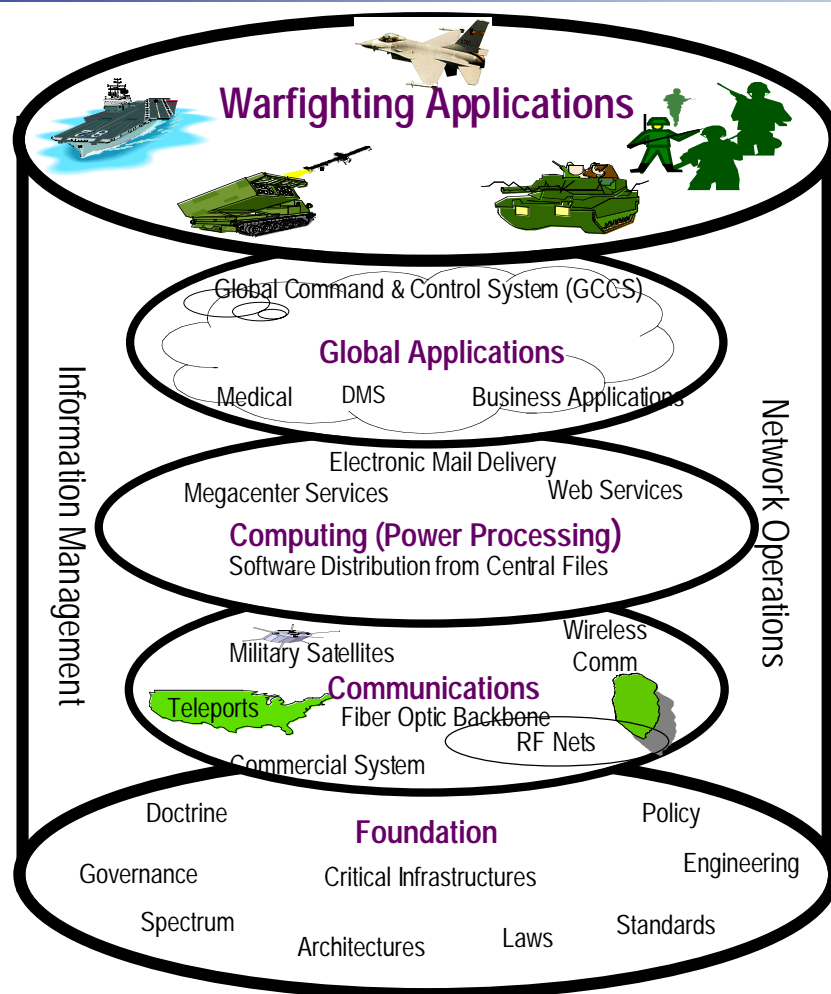 Warfighting Applications
Global Command & Control System (GCCS)
Global Applications
Medical
DMS
Business Applications
Electronic Mail Delivery
Megacenter Services
Web Services
Computing (Power Processing)
Software Distribution from Central Files
Military Satellites
Wireless
Comm
Teleports
Communications
Fiber Optic Backbone
RF Nets
Commercial System
Doctrine
Foundation
Policy
Governance
Critical Infrastructures
Engineering
Spectrum
Architectures
Laws
Standards
Information Management
Network Operations